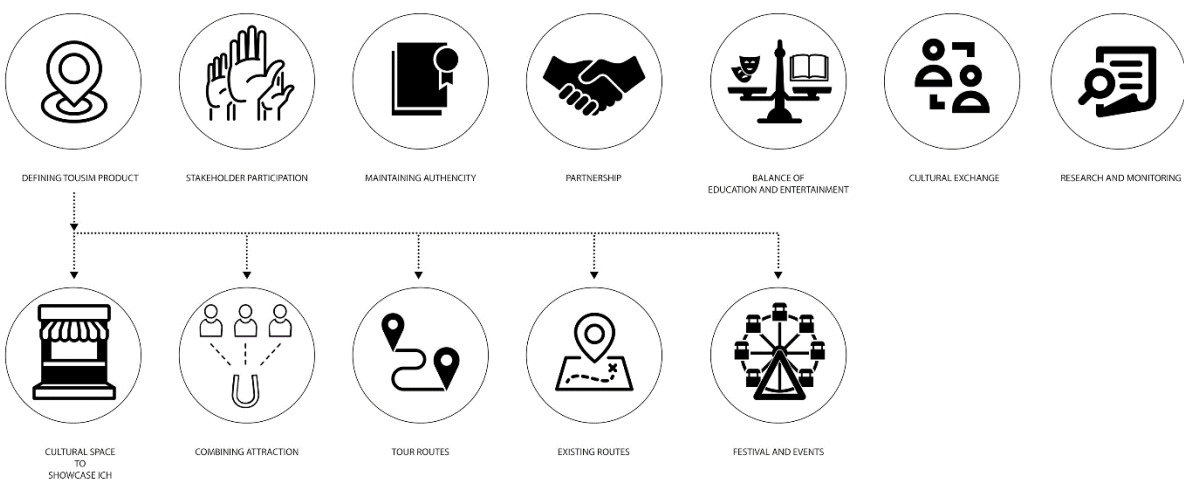 DEFINING TOUSIM PRODUCT
STAKEHOLDER PARTICIPATION
MAINTAINING AUTHENCITY
PARTNERSHIP
BALANCE OF
EDUCATION AND ENTERTAINMENT
CULTURAL EXCHANGE
RESEARCH AND MONITORING
CULTURAL SPACE
TO
SHOWCASE ICH
COMBINING ATTRACTION
TOUR ROUTES
EXISTING ROUTES
FESTIVAL AND EVENTS